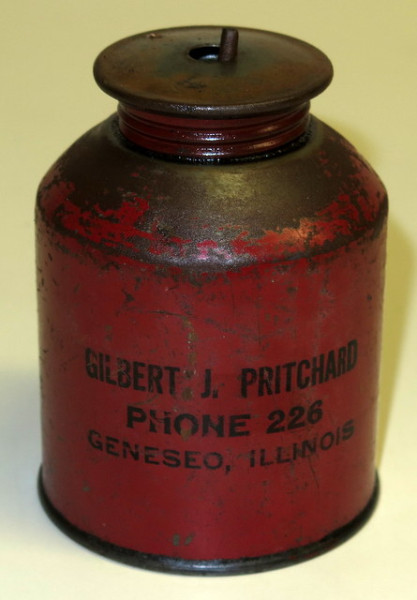 GILBERT J. PRITCHARD
PHONE 226
GENESEO, ILLINOIS